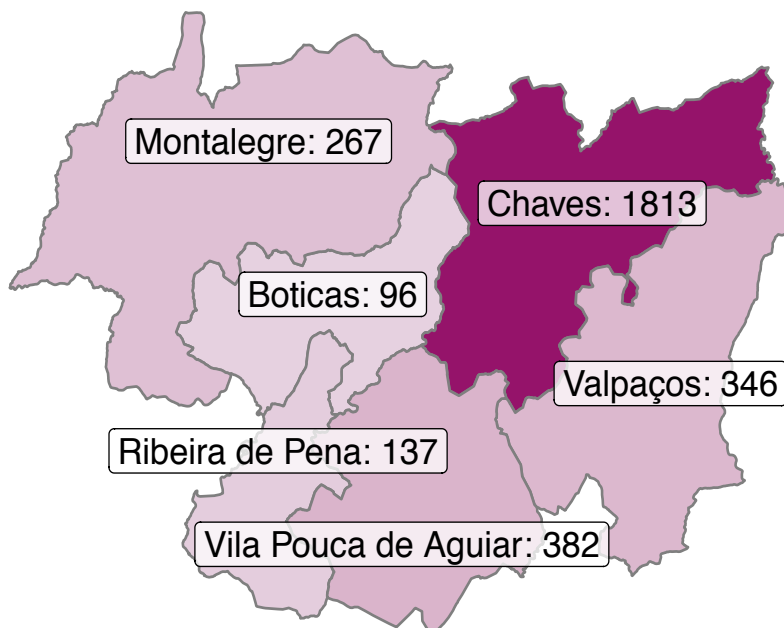 Montalegre: 267
Chaves: 1813
Boticas: 96
Valpaços: 346
Ribeira de Pena: 137
Vila Pouca de Aguiar: 382